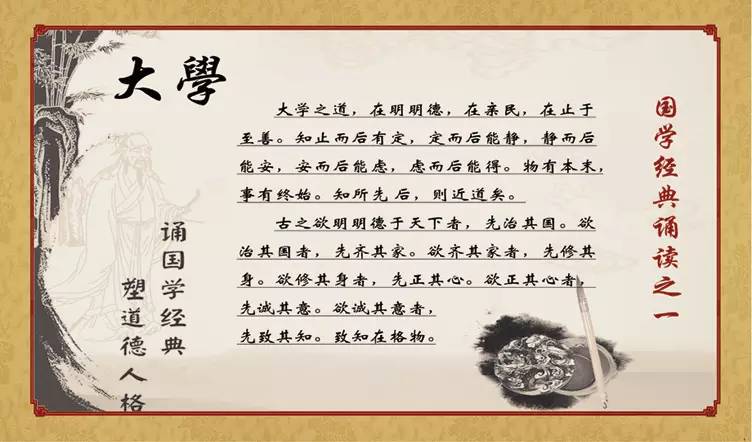 大學
大学之道，在明明德，在亲民，在止于
至善。知止而后有定，定而后能静，静而后
能安，安而后能虑，虑而后能得。物有本末，
事有终始。知所先后，则近道矣。
古之欲明明德于天下者，先治其国。欲
治其国者，先齐其家。欲齐其家者，先修其
身。欲修其身者，先正其心。欲正其心者，
先诚其意。欲诚其意者，
先致其知。致知在格物。
国学经典诵读之一
诵国学经典
塑道德人格